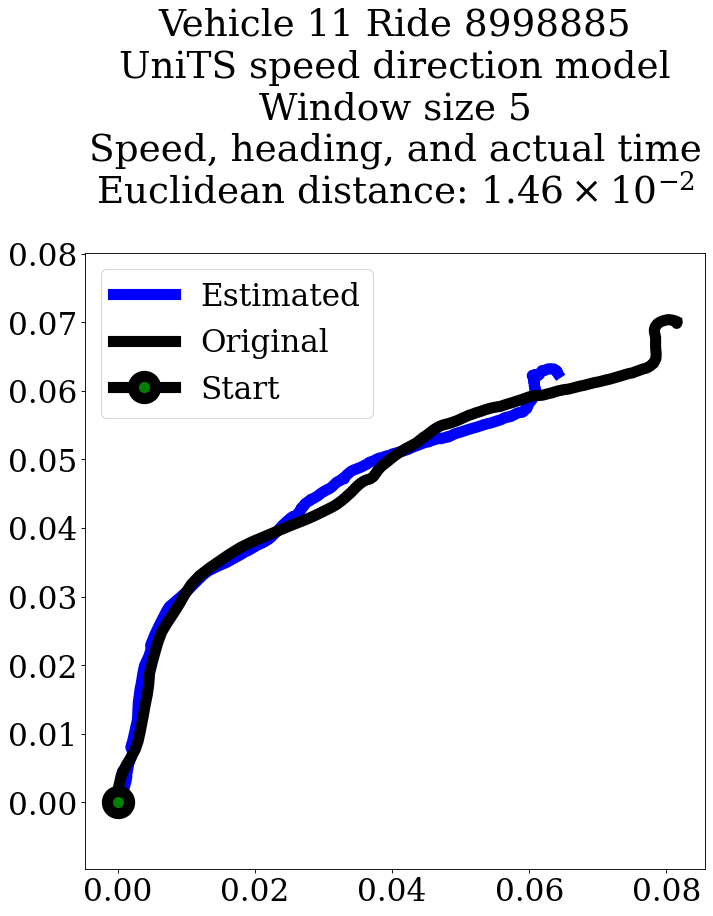 Vehicle 11 Ride 8998885
UniTS speed direction model
Window size 5
Speed, heading, and actual time
Euclidean distance: 1.46 × 10⁻²
0.08
0.07
0.06
0.05
0.04
0.03
0.02
0.01
0.00
Estimated
Original
Start
0.00 0.02 0.04 0.06 0.08